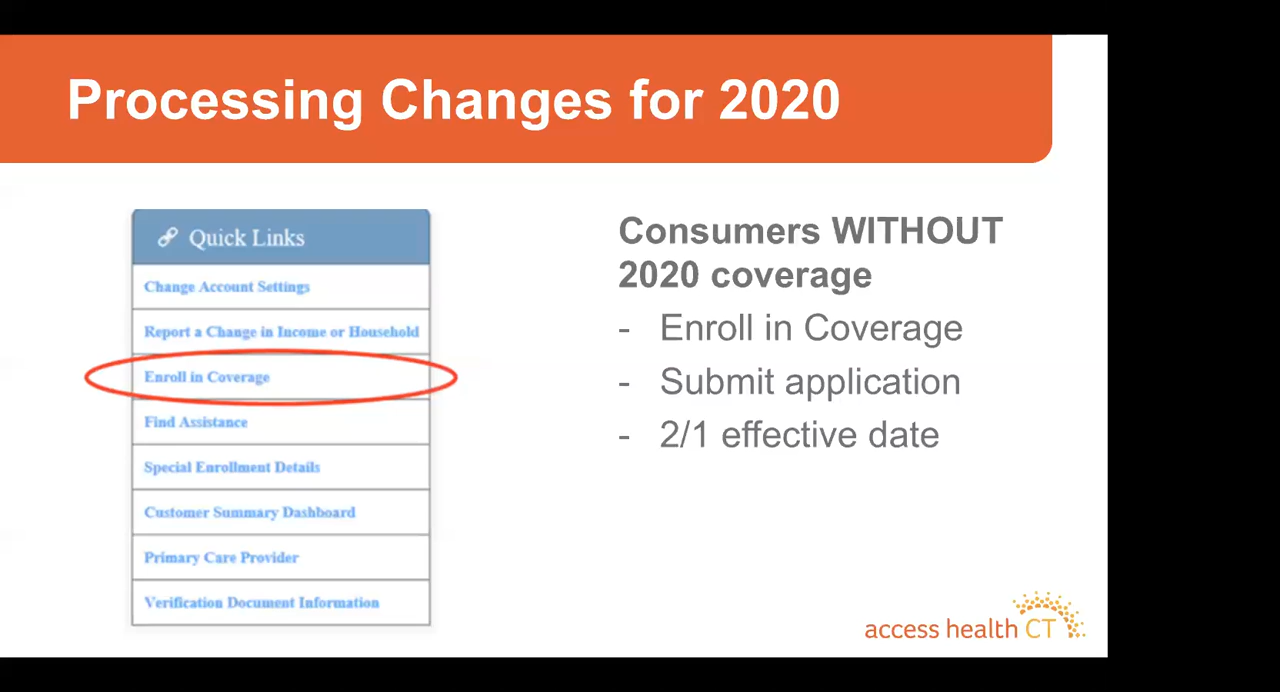 Processing Changes for 2020
Quick Links
Change Account Settings
Report a Change in Income or Household
Enroll in Coverage
Find Assistance
Special Enrollment Details
Customer Summary Dashboard
Primary Care Provider
Verification Document Information
Consumers WITHOUT
2020 coverage
- Enroll in Coverage
- Submit application
- 2/1 effective date
access health CT